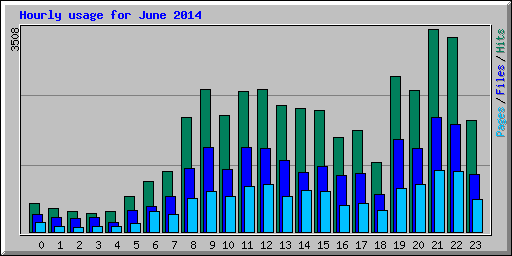 Hourly usage for June 2014
3508
Pages / Files / Hits
0 1 2 3 4 5 6 7 8 9 10 11 12 13 14 15 16 17 18 19 20 21 22 23